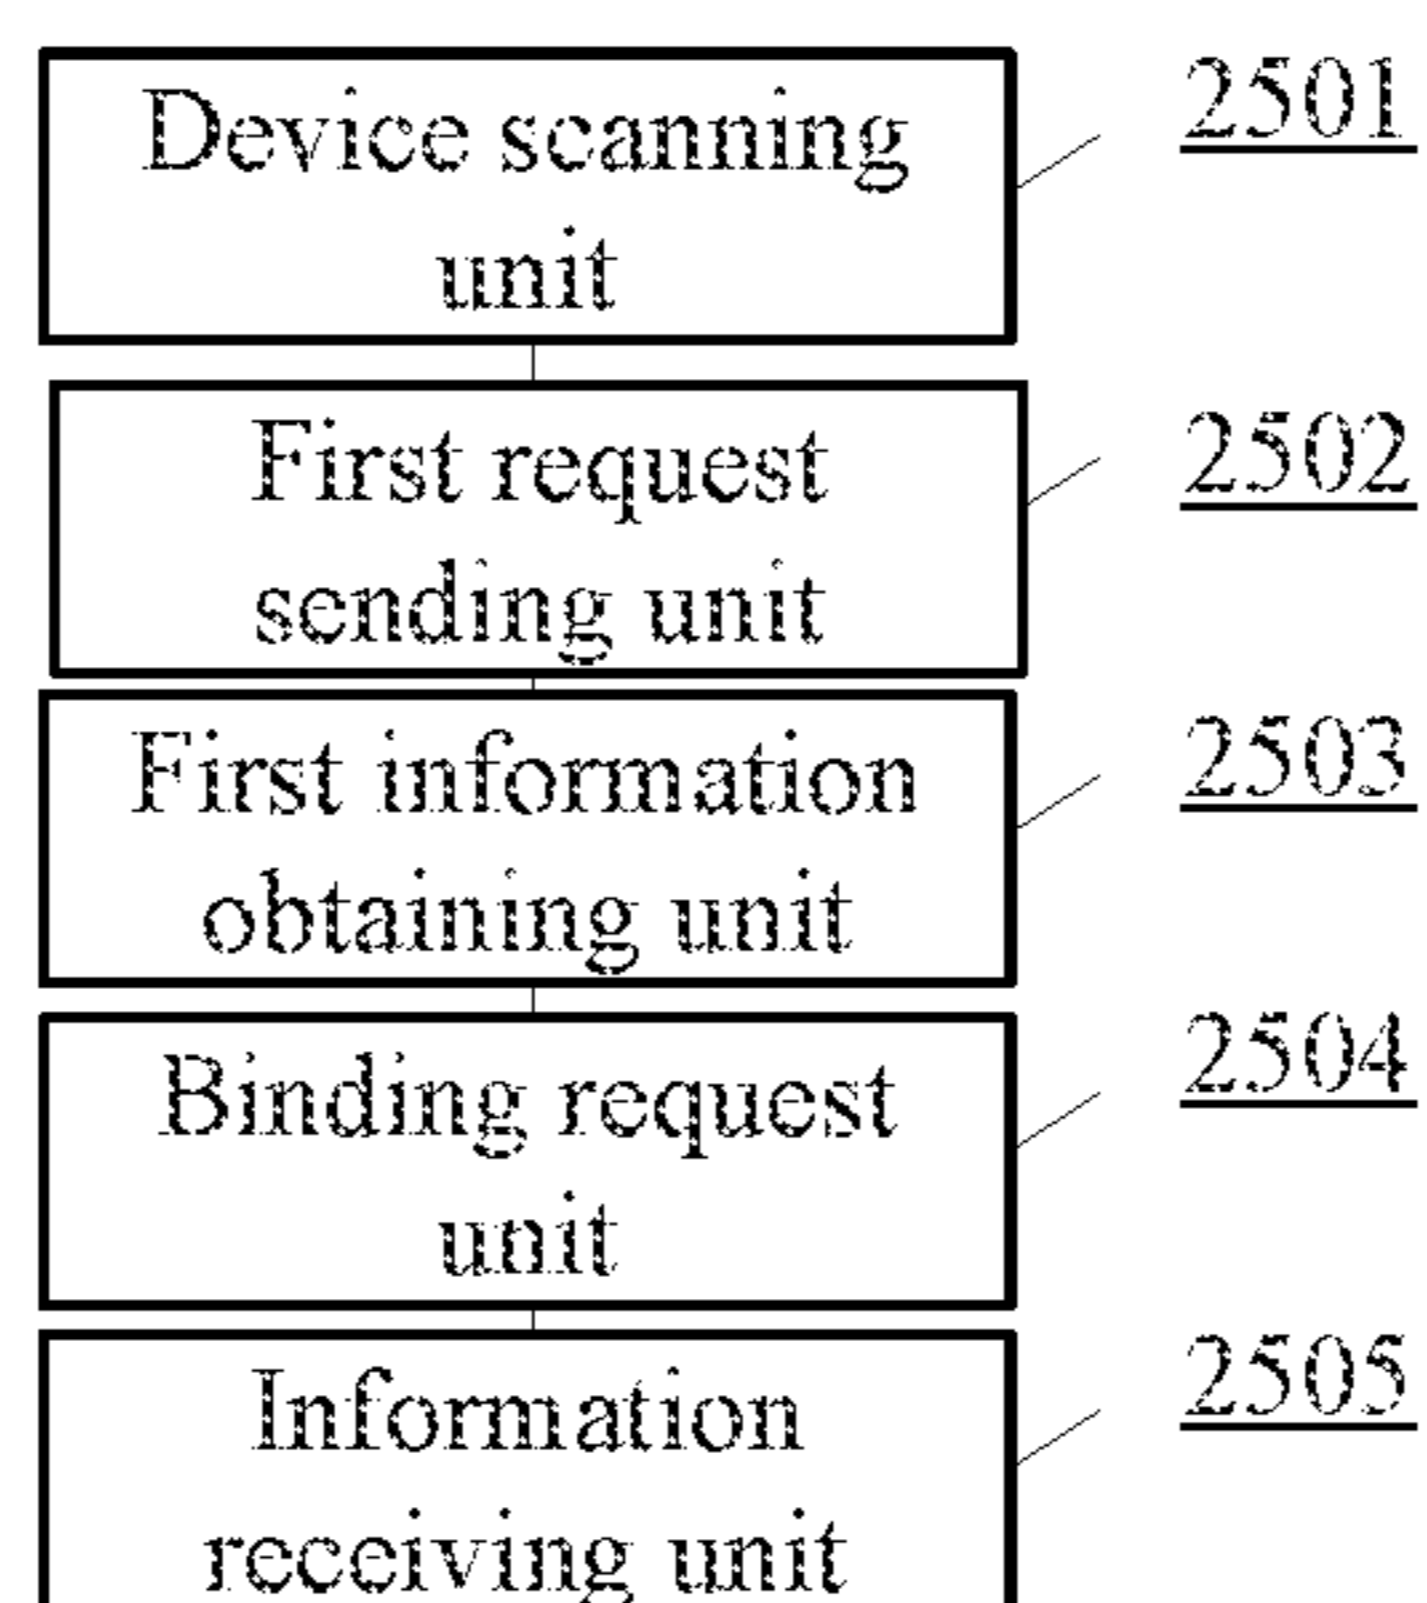 Device scanning
unit
2501
First request
sending unit
2502
First information
obtaining unit
2503
Binding request
unit
2504
Information
receiving unit
2505